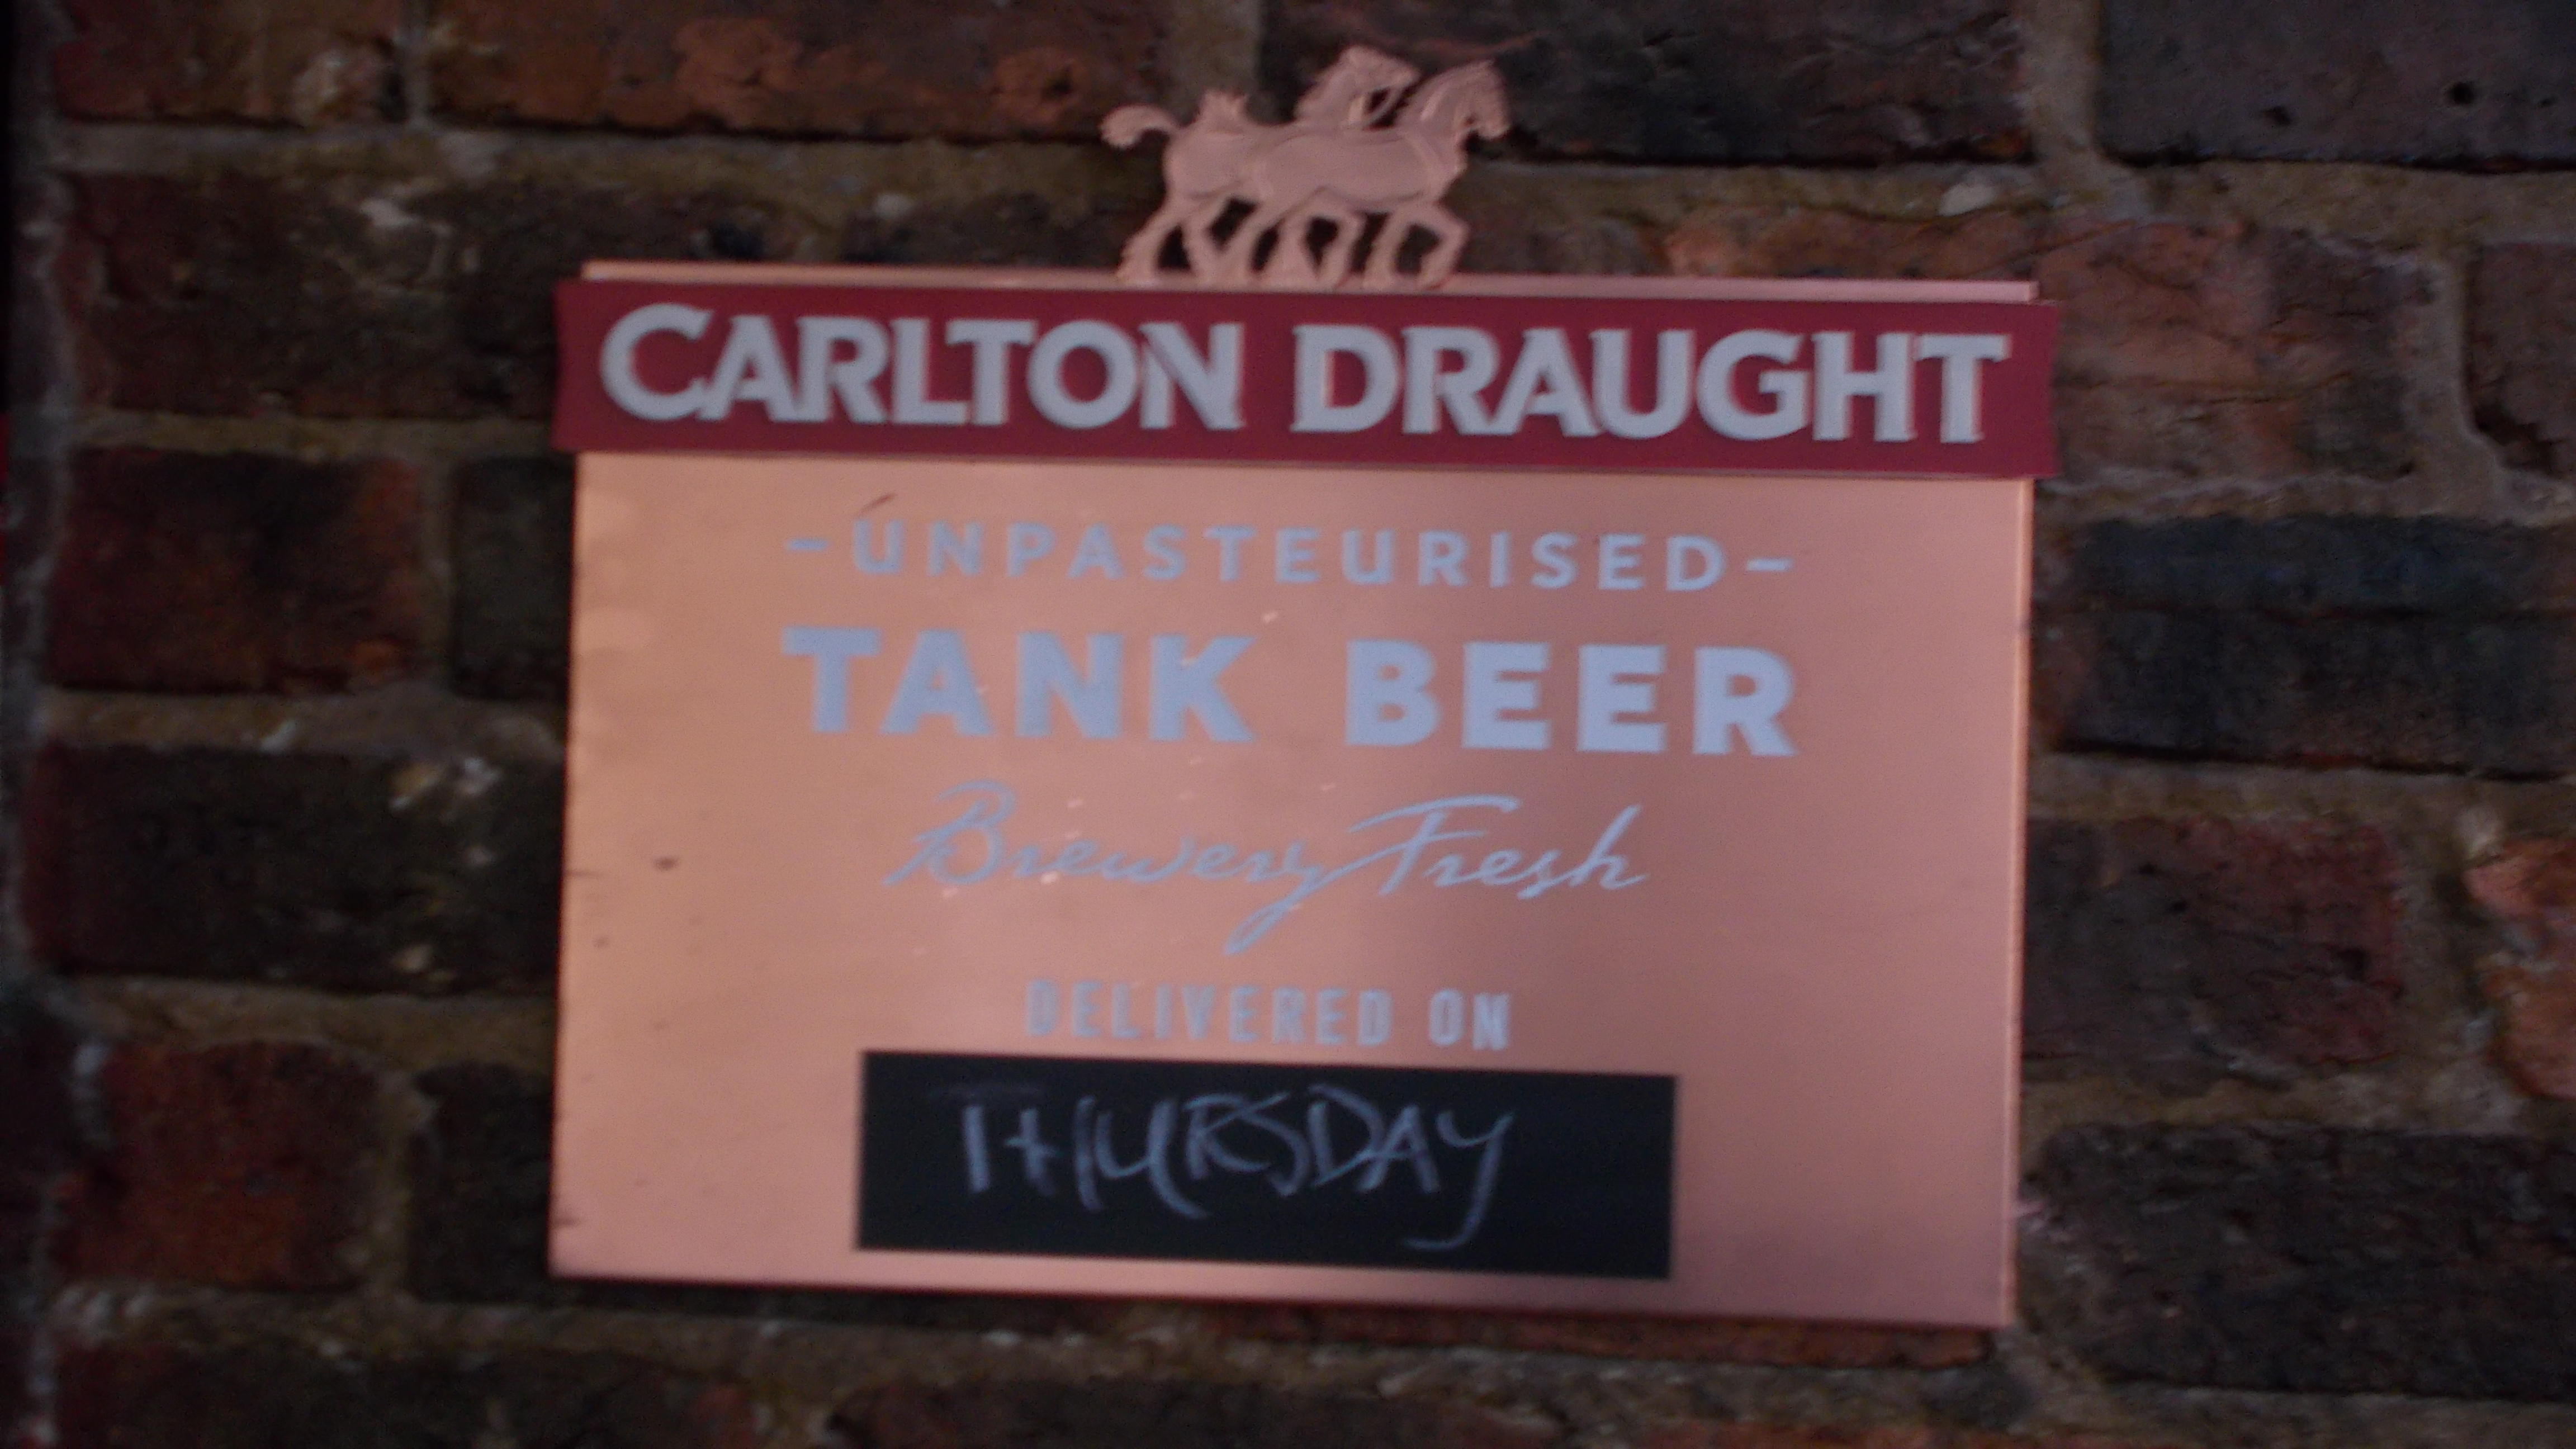 CARLTON DRAUGHT
-UNPASTEURISED-
TANK BEER
Brewery Fresh
DELIVERED ON
THURSDAY